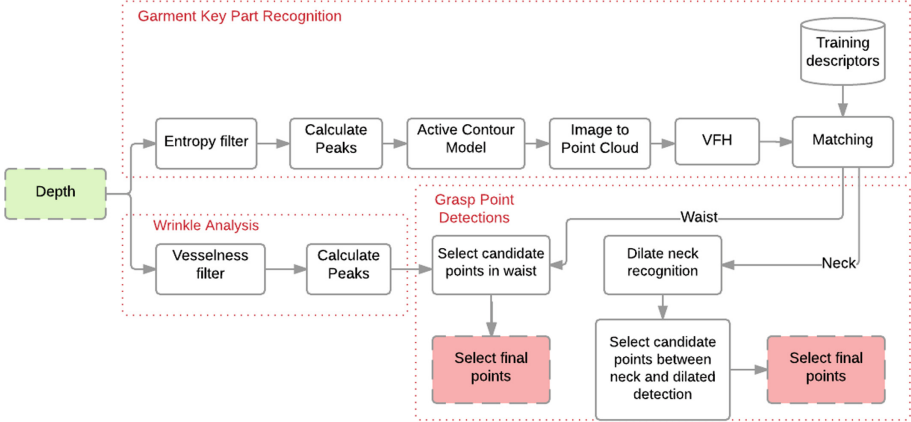 Garment Key Part Recognition
Training
descriptors
Entropy filter
Calculate
Peaks
Active Contour
Model
Image to
Point Cloud
VFH
Matching
Depth
Wrinkle Analysis
Vesselness
filter
Calculate
Peaks
Grasp Point
Detections
Waist
Select candidate
points in waist
Dilate neck
recognition
Neck
Select final
points
Select candidate
points between
neck and dilated
detection
Select final
points